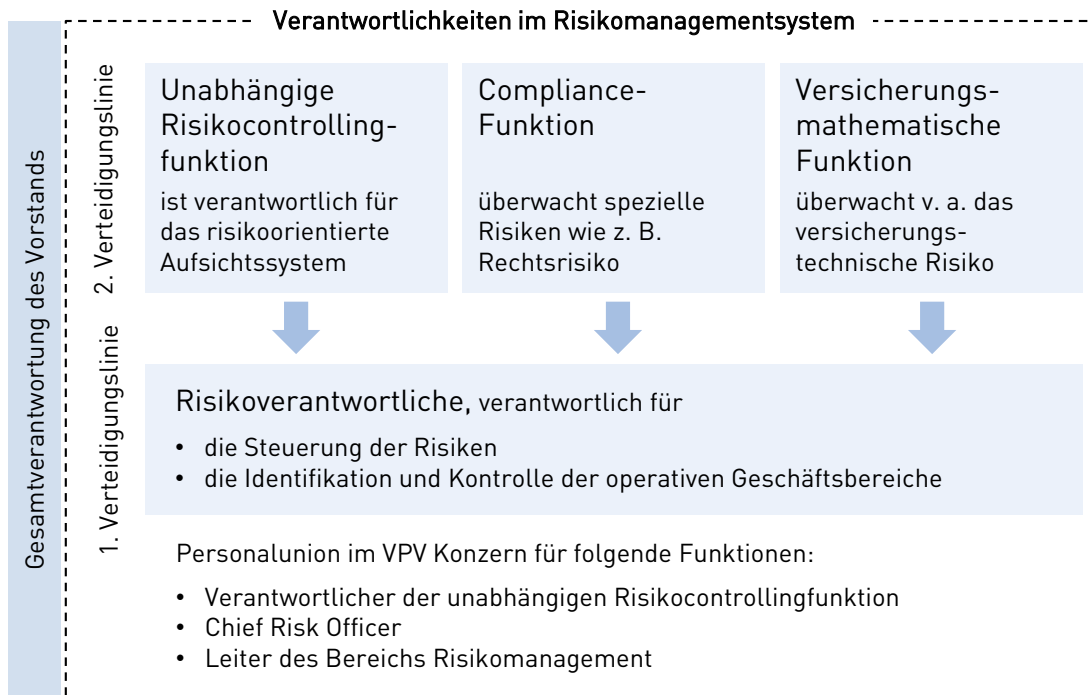 Verantwortlichkeiten im Risikomanagementsystem
Gesamtverantwortung des Vorstands
2. Verteidigungslinie
Unabhängige
Risikocontrolling-
funktion
ist verantwortlich für
das risikoorientierte
Aufsichtssystem
Compliance-
Funktion
überwacht spezielle
Risiken wie z. B.
Rechtsrisiko
Versicherungs-
mathematische
Funktion
überwacht v. a. das
versicherungs-
technische Risiko
1. Verteidigungslinie
Risikoverantwortliche, verantwortlich für
• die Steuerung der Risiken
• die Identifikation und Kontrolle der operativen Geschäftsbereiche
Personalunion im VPV Konzern für folgende Funktionen:
• Verantwortlicher der unabhängigen Risikocontrollingfunktion
• Chief Risk Officer
• Leiter des Bereichs Risikomanagement